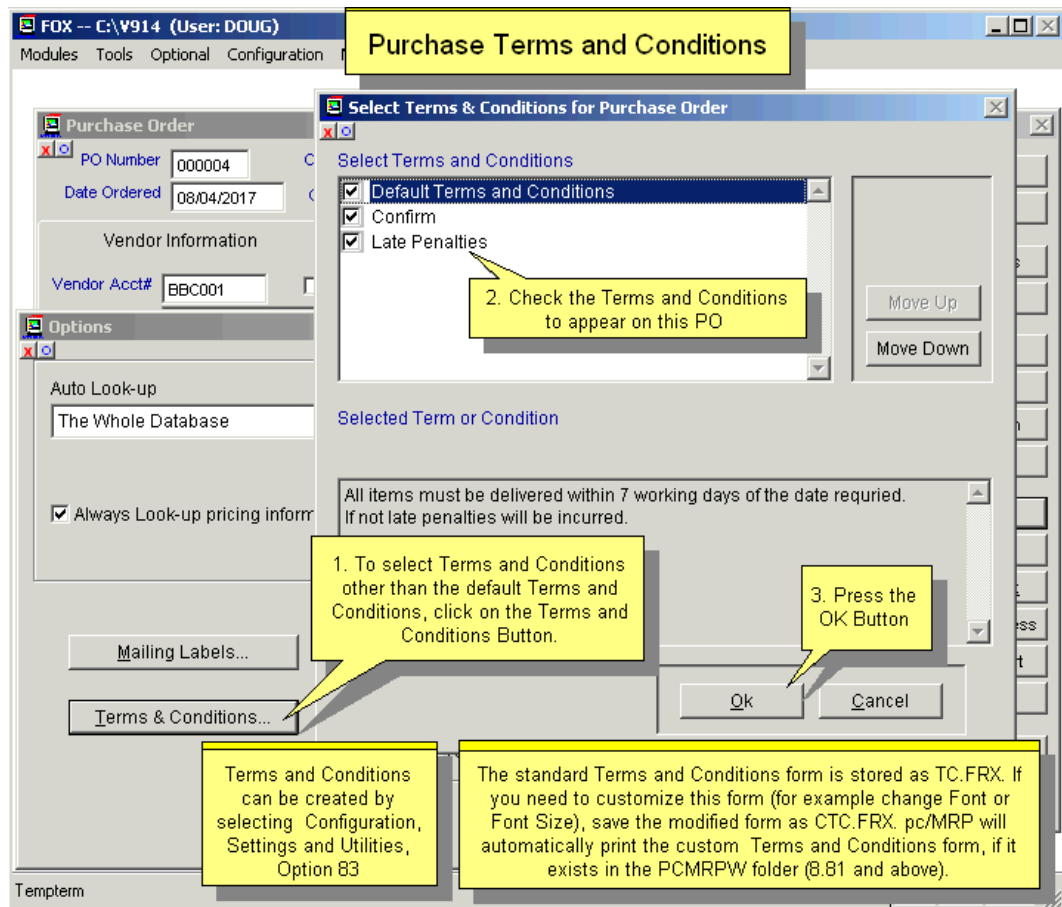 FOX -- C:\V914 (User: DOUG)
Purchase Terms and Conditions
Modules Tools Optional Configuration
Select Terms & Conditions for Purchase Order
Purchase Order
PO Number 000004
Date Ordered 08/04/2017
Vendor Information
Vendor Acct# BBC001
Select Terms and Conditions
Default Terms and Conditions
Confirm
Late Penalties
2. Check the Terms and Conditions
to appear on this PO
Move Up
Move Down
Options
Auto Look-up
The Whole Database
Always Look-up pricing inform
Selected Term or Condition
All items must be delivered within 7 working days of the date requried.
If not late penalties will be incurred.
1. To select Terms and Conditions
other than the default Terms and
Conditions, click on the Terms and
Conditions Button.
3. Press the
OK Button
Mailing Labels...
Terms & Conditions...
Ok
Cancel
Terms and Conditions
can be created by
selecting Configuration,
Settings and Utilities,
Option 83
The standard Terms and Conditions form is stored as TC.FRX. If
you need to customize this form (for example change Font or
Font Size), save the modified form as CTC.FRX. pc/MRP will
automatically print the custom Terms and Conditions form, if it
exists in the PCMRPW folder (8.81 and above).
Tempterm